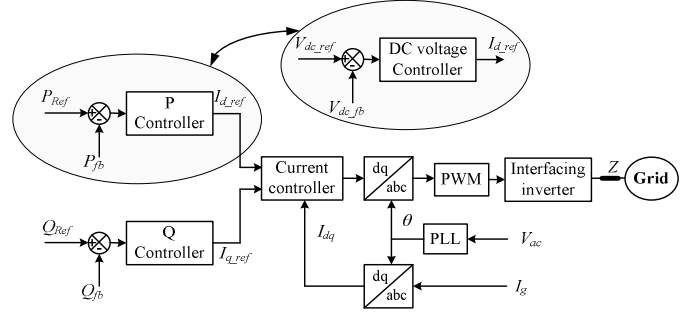 V_dc_ref
DC voltage
Controller
I_d_ref
V_dc_fb
P_Ref
P
Controller
I_d_ref
P_fb
Current
controller
dq
abc
PWM
Interfacing
inverter
Z
Grid
Q_Ref
Q
Controller
I_q_ref
Q_fb
I_dq
θ
PLL
V_ac
dq
abc
I_g